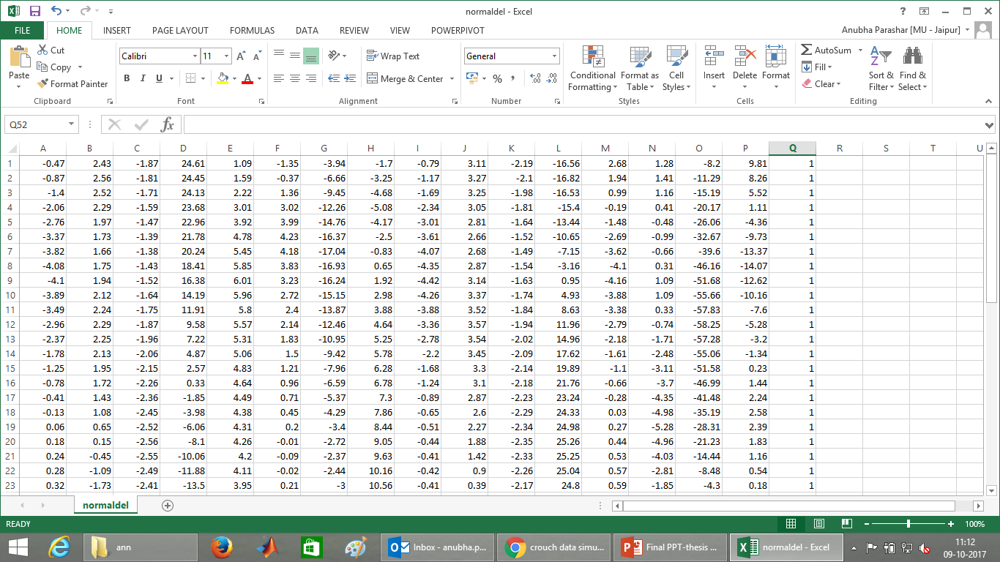 normaldel - Excel
FILE HOME INSERT PAGE LAYOUT FORMULAS DATA REVIEW VIEW POWERPIVOT Anubha Parashar [MU - Jaipur]
Paste Cut Copy Format Painter Clipboard
Calibri 11 B I U A A A Font
Wrap Text Merge & Center Alignment
General % , .00 .0 Number
Conditional Formatting Format as Table Cell Styles Styles
Insert Delete Format Cells
AutoSum Fill Clear Sort & Filter Find & Select Editing
Q52 fx
A B C D E F G H I J K L M N O P Q R S T U
1 -0.47 2.43 -1.87 24.61 1.09 -1.35 -3.94 -1.7 -0.79 3.11 -2.19 -16.56 2.68 1.28 -8.2 9.81 1
2 -0.87 2.56 -1.81 24.45 1.59 -0.37 -6.66 -3.25 -1.17 3.27 -2.1 -16.82 1.94 1.41 -11.29 8.26 1
3 -1.4 2.52 -1.71 24.13 2.22 1.36 -9.45 -4.68 -1.69 3.25 -1.98 -16.53 0.99 1.16 -15.19 5.52 1
4 -2.06 2.29 -1.59 23.68 3.01 3.02 -12.26 -5.08 -2.34 3.05 -1.81 -15.4 -0.19 0.41 -20.17 1.11 1
5 -2.76 1.97 -1.47 22.96 3.92 3.99 -14.76 -4.17 -3.01 2.81 -1.64 -13.44 -1.48 -0.48 -26.06 -4.36 1
6 -3.37 1.73 -1.39 21.78 4.78 4.23 -16.37 -2.5 -3.61 2.66 -1.52 -10.65 -2.69 -0.99 -32.67 -9.73 1
7 -3.82 1.66 -1.38 20.24 5.45 4.18 -17.04 -0.83 -4.07 2.68 -1.49 -7.15 -3.62 -0.66 -39.6 -13.37 1
8 -4.08 1.75 -1.43 18.41 5.85 3.83 -16.93 0.65 -4.35 2.87 -1.54 -3.16 -4.1 0.31 -46.16 -14.07 1
9 -4.1 1.94 -1.52 16.38 6.01 3.23 -16.24 1.92 -4.42 3.14 -1.63 0.95 -4.16 1.09 -51.68 -12.62 1
10 -3.89 2.12 -1.64 14.19 5.96 2.72 -15.15 2.98 -4.26 3.37 -1.74 4.93 -3.88 1.09 -55.66 -10.16 1
11 -3.49 2.24 -1.75 11.91 5.8 2.4 -13.87 3.88 -3.88 3.52 -1.84 8.63 -3.38 0.33 -57.83 -7.6 1
12 -2.96 2.29 -1.87 9.58 5.57 2.14 -12.46 4.64 -3.36 3.57 -1.94 11.96 -2.79 -0.74 -58.25 -5.28 1
13 -2.37 2.25 -1.96 7.22 5.31 1.83 -10.95 5.25 -2.78 3.54 -2.02 14.96 -2.18 -1.71 -57.28 -3.2 1
14 -1.78 2.13 -2.06 4.87 5.06 1.5 -9.42 5.78 -2.2 3.45 -2.09 17.62 -1.61 -2.48 -55.06 -1.34 1
15 -1.25 1.95 -2.15 2.57 4.83 1.21 -7.96 6.28 -1.68 3.3 -2.14 19.89 -1.1 -3.11 -51.58 0.23 1
16 -0.78 1.72 -2.26 0.33 4.64 0.96 -6.59 6.78 -1.24 3.1 -2.18 21.76 -0.66 -3.7 -46.99 1.44 1
17 -0.41 1.43 -2.36 -1.85 4.49 0.71 -5.37 7.3 -0.89 2.87 -2.23 23.24 -0.28 -4.35 -41.48 2.24 1
18 -0.13 1.08 -2.45 -3.98 4.38 0.45 -4.29 7.86 -0.65 2.6 -2.29 24.33 0.03 -4.98 -35.19 2.58 1
19 0.06 0.65 -2.52 -6.06 4.31 0.2 -3.4 8.44 -0.51 2.27 -2.34 24.98 0.27 -5.28 -28.31 2.39 1
20 0.18 0.15 -2.56 -8.1 4.26 -0.01 -2.72 9.05 -0.44 1.88 -2.35 25.26 0.44 -4.96 -21.23 1.83 1
21 0.24 -0.45 -2.55 -10.06 4.2 -0.09 -2.37 9.63 -0.41 1.42 -2.33 25.25 0.53 -4.03 -14.44 1.16 1
22 0.28 -1.09 -2.49 -11.88 4.11 -0.02 -2.44 10.16 -0.42 0.9 -2.26 25.04 0.57 -2.81 -8.48 0.54 1
23 0.32 -1.73 -2.41 -13.5 3.95 0.21 -3 10.56 -0.41 0.39 -2.17 24.8 0.59 -1.85 -4.3 0.18 1
normaldel
READY 100%
ann Inbox - anubha.p... crouch data simu... Final PPT-thesis ... normaldel - Excel 11:12
09-10-2017